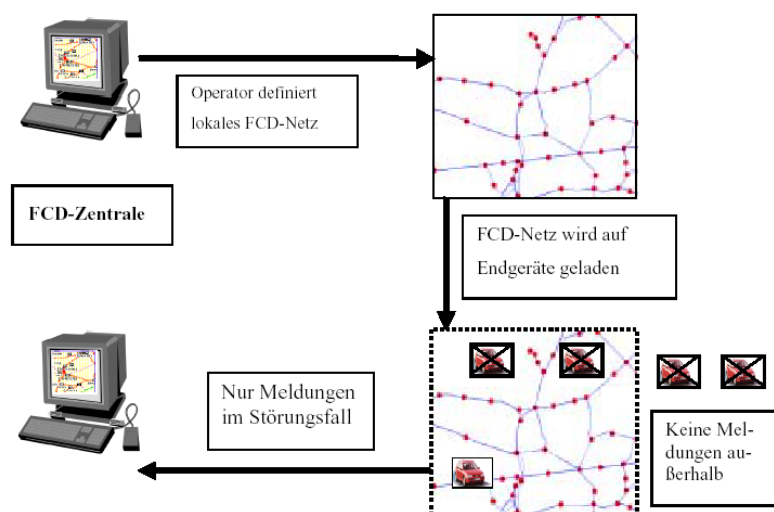 Operator definiert
lokales FCD-Netz
FCD-Zentrale
FCD-Netz wird auf
Endgeräte geladen
Nur Meldungen
im Störungsfall
Keine Mel-
dungen au-
ßerhalb